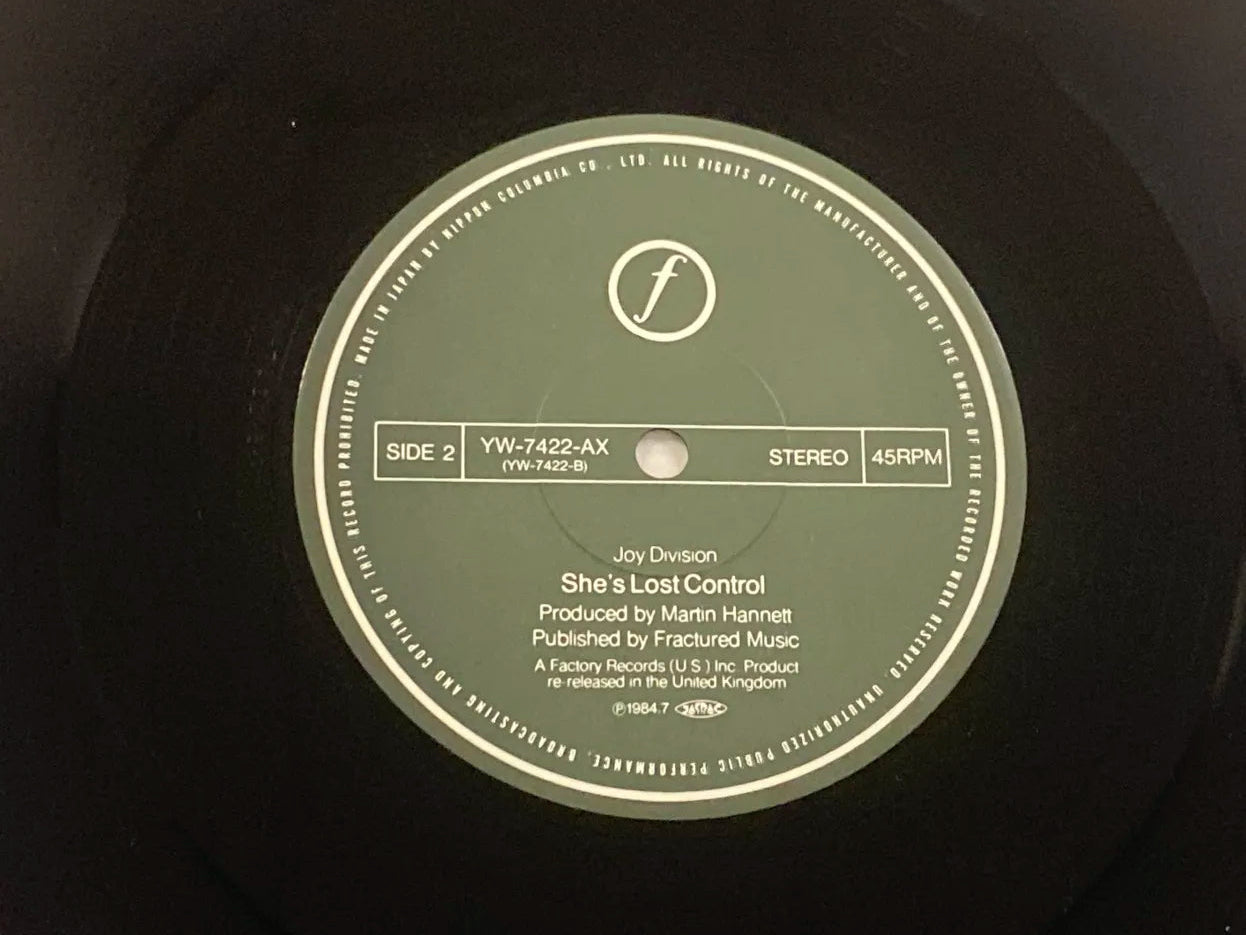 MADE IN JAPAN BY NIPPON COLUMBIA CO., LTD. ALL RIGHTS OF THE MANUFACTURER AND OF THE OWNER OF THE RECORDED WORK RESERVED. UNAUTHORIZED PUBLIC PERFORMANCE, BROADCASTING AND COPYING OF THIS RECORD PROHIBITED.
f
SIDE 2
YW-7422-AX
(YW-7422-B)
STEREO
45RPM
Joy Division
She's Lost Control
Produced by Martin Hannett
Published by Fractured Music
A Factory Records (U S ) Inc. Product
re-released in the United Kingdom
℗1984.7 JASRAC